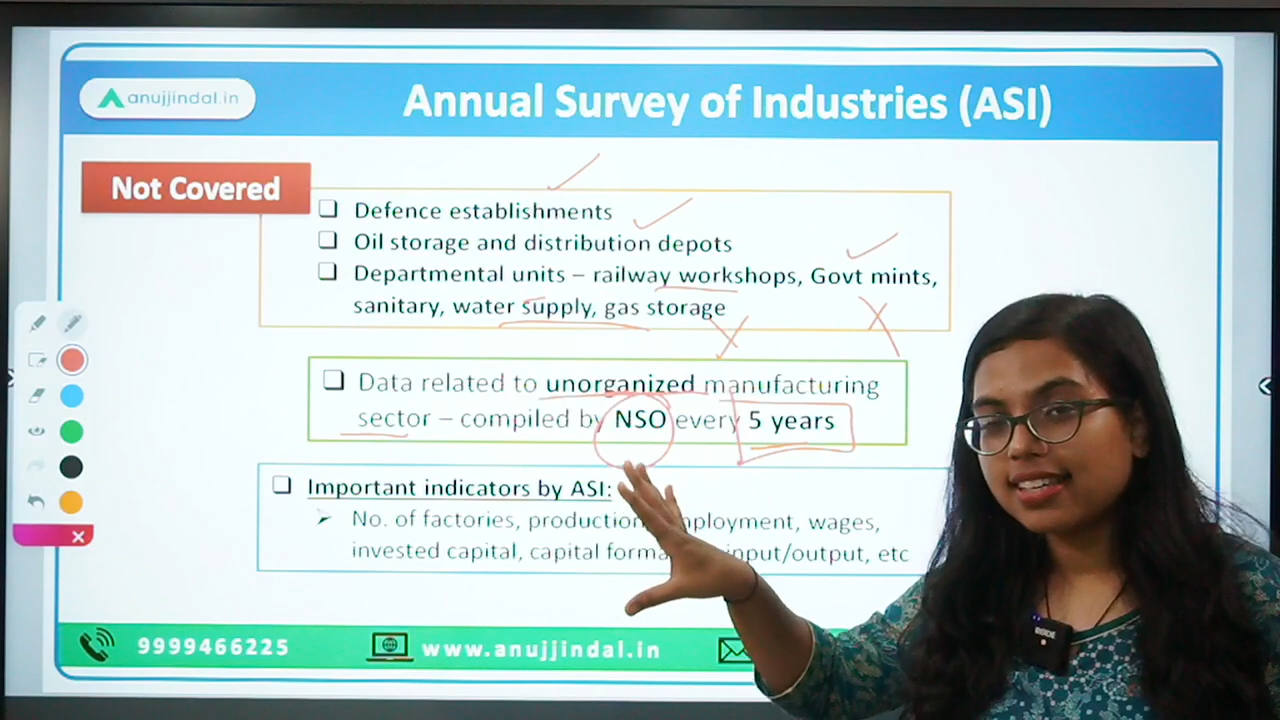 anujjindal.in
Annual Survey of Industries (ASI)
Not Covered
Defence establishments
Oil storage and distribution depots
Departmental units – railway workshops, Govt mints,
sanitary, water supply, gas storage
Data related to unorganized manufacturing
sector – compiled by NSO every 5 years
Important indicators by ASI:
No. of factories, production, employment, wages,
invested capital, capital input/output, etc
9999466225
www.anujjindal.in